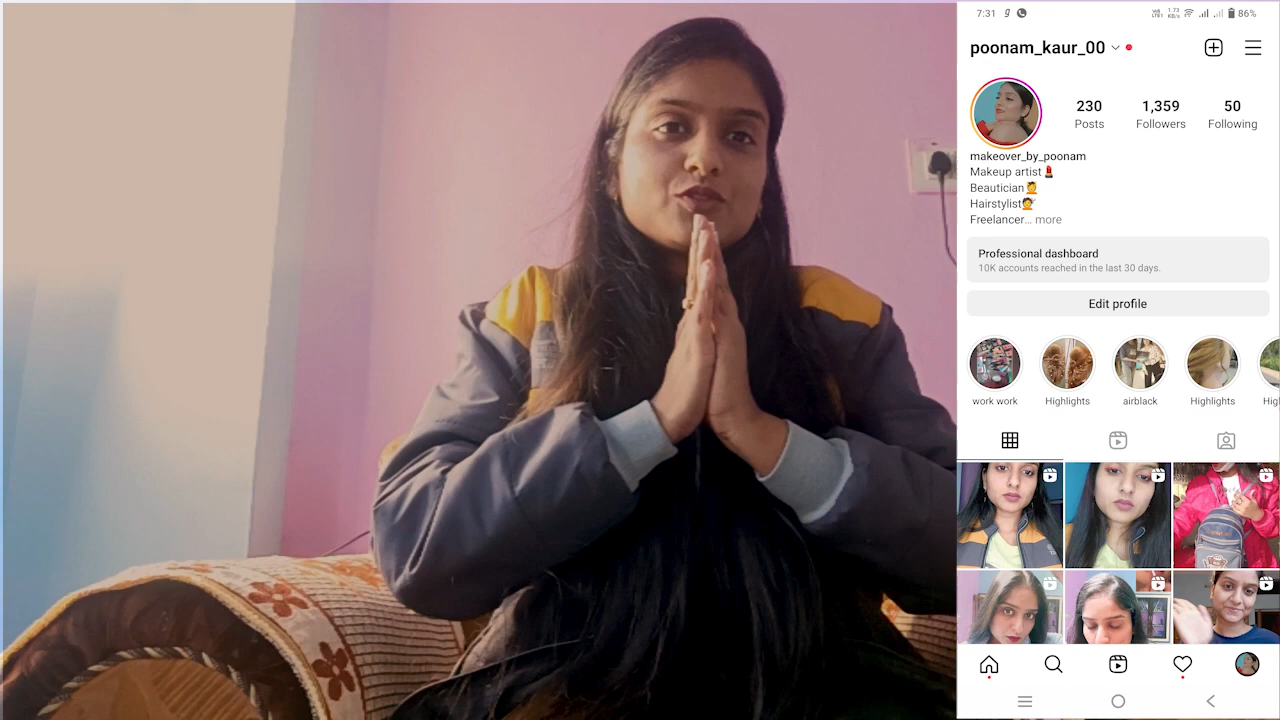 7:31
86%
poonam_kaur_00
230
1,359
50
Posts
Followers
Following
makeover_by_poonam
Makeup artist💄
Beautician💆
Hairstylist💇
Freelancer... more
Professional dashboard
10K accounts reached in the last 30 days.
Edit profile
work work
Highlights
airblack
Highlights